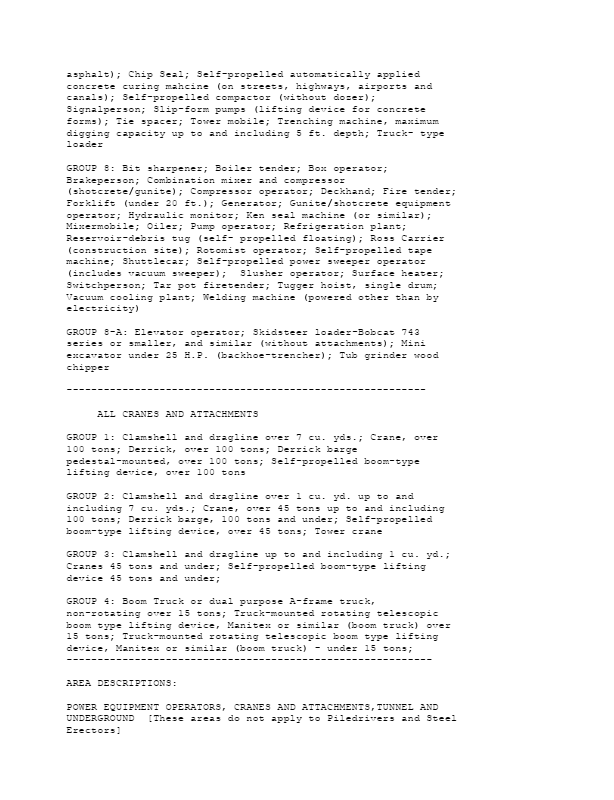 asphalt); Chip Seal; Self-propelled automatically applied
concrete curing mahcine (on streets, highways, airports and
canals); Self-propelled compactor (without dozer);
Signalperson; Slip-form pumps (lifting device for concrete
forms); Tie spacer; Tower mobile; Trenching machine, maximum
digging capacity up to and including 5 ft. depth; Truck- type
loader
GROUP 8: Bit sharpener; Boiler tender; Box operator;
Brakeperson; Combination mixer and compressor
(shotcrete/gunite); Compressor operator; Deckhand; Fire tender;
Forklift (under 20 ft.); Generator; Gunite/shotcrete equipment
operator; Hydraulic monitor; Ken seal machine (or similar);
Mixermobile; Oiler; Pump operator; Refrigeration plant;
Reservoir-debris tug (self- propelled floating); Ross Carrier
(construction site); Rotomist operator; Self-propelled tape
machine; Shuttlecar; Self-propelled power sweeper operator
(includes vacuum sweeper);  Slusher operator; Surface heater;
Switchperson; Tar pot firetender; Tugger hoist, single drum;
Vacuum cooling plant; Welding machine (powered other than by
electricity)
GROUP 8-A: Elevator operator; Skidsteer loader-Bobcat 743
series or smaller, and similar (without attachments); Mini
excavator under 25 H.P. (backhoe-trencher); Tub grinder wood
chipper
-----------------------------------------------------------
ALL CRANES AND ATTACHMENTS
GROUP 1: Clamshell and dragline over 7 cu. yds.; Crane, over
100 tons; Derrick, over 100 tons; Derrick barge
pedestal-mounted, over 100 tons; Self-propelled boom-type
lifting device, over 100 tons
GROUP 2: Clamshell and dragline over 1 cu. yd. up to and
including 7 cu. yds.; Crane, over 45 tons up to and including
100 tons; Derrick barge, 100 tons and under; Self-propelled
boom-type lifting device, over 45 tons; Tower crane
GROUP 3: Clamshell and dragline up to and including 1 cu. yd.;
Cranes 45 tons and under; Self-propelled boom-type lifting
device 45 tons and under;
GROUP 4: Boom Truck or dual purpose A-frame truck,
non-rotating over 15 tons; Truck-mounted rotating telescopic
boom type lifting device, Manitex or similar (boom truck) over
15 tons; Truck-mounted rotating telescopic boom type lifting
device, Manitex or similar (boom truck) - under 15 tons;
------------------------------------------------------------
AREA DESCRIPTIONS:
POWER EQUIPMENT OPERATORS, CRANES AND ATTACHMENTS,TUNNEL AND
UNDERGROUND  [These areas do not apply to Piledrivers and Steel
Erectors]